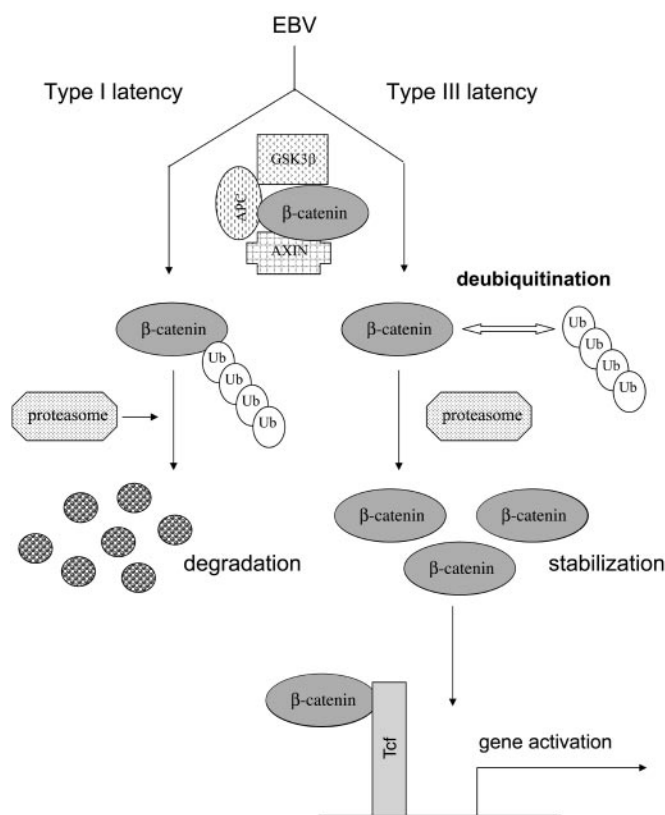 EBV
Type I latency
Type III latency
GSK3β
APC
β-catenin
AXIN
deubiquitination
β-catenin
Ub
Ub
Ub
Ub
β-catenin
Ub
Ub
Ub
Ub
proteasome
proteasome
degradation
β-catenin
β-catenin
β-catenin
stabilization
β-catenin
Tcf
gene activation